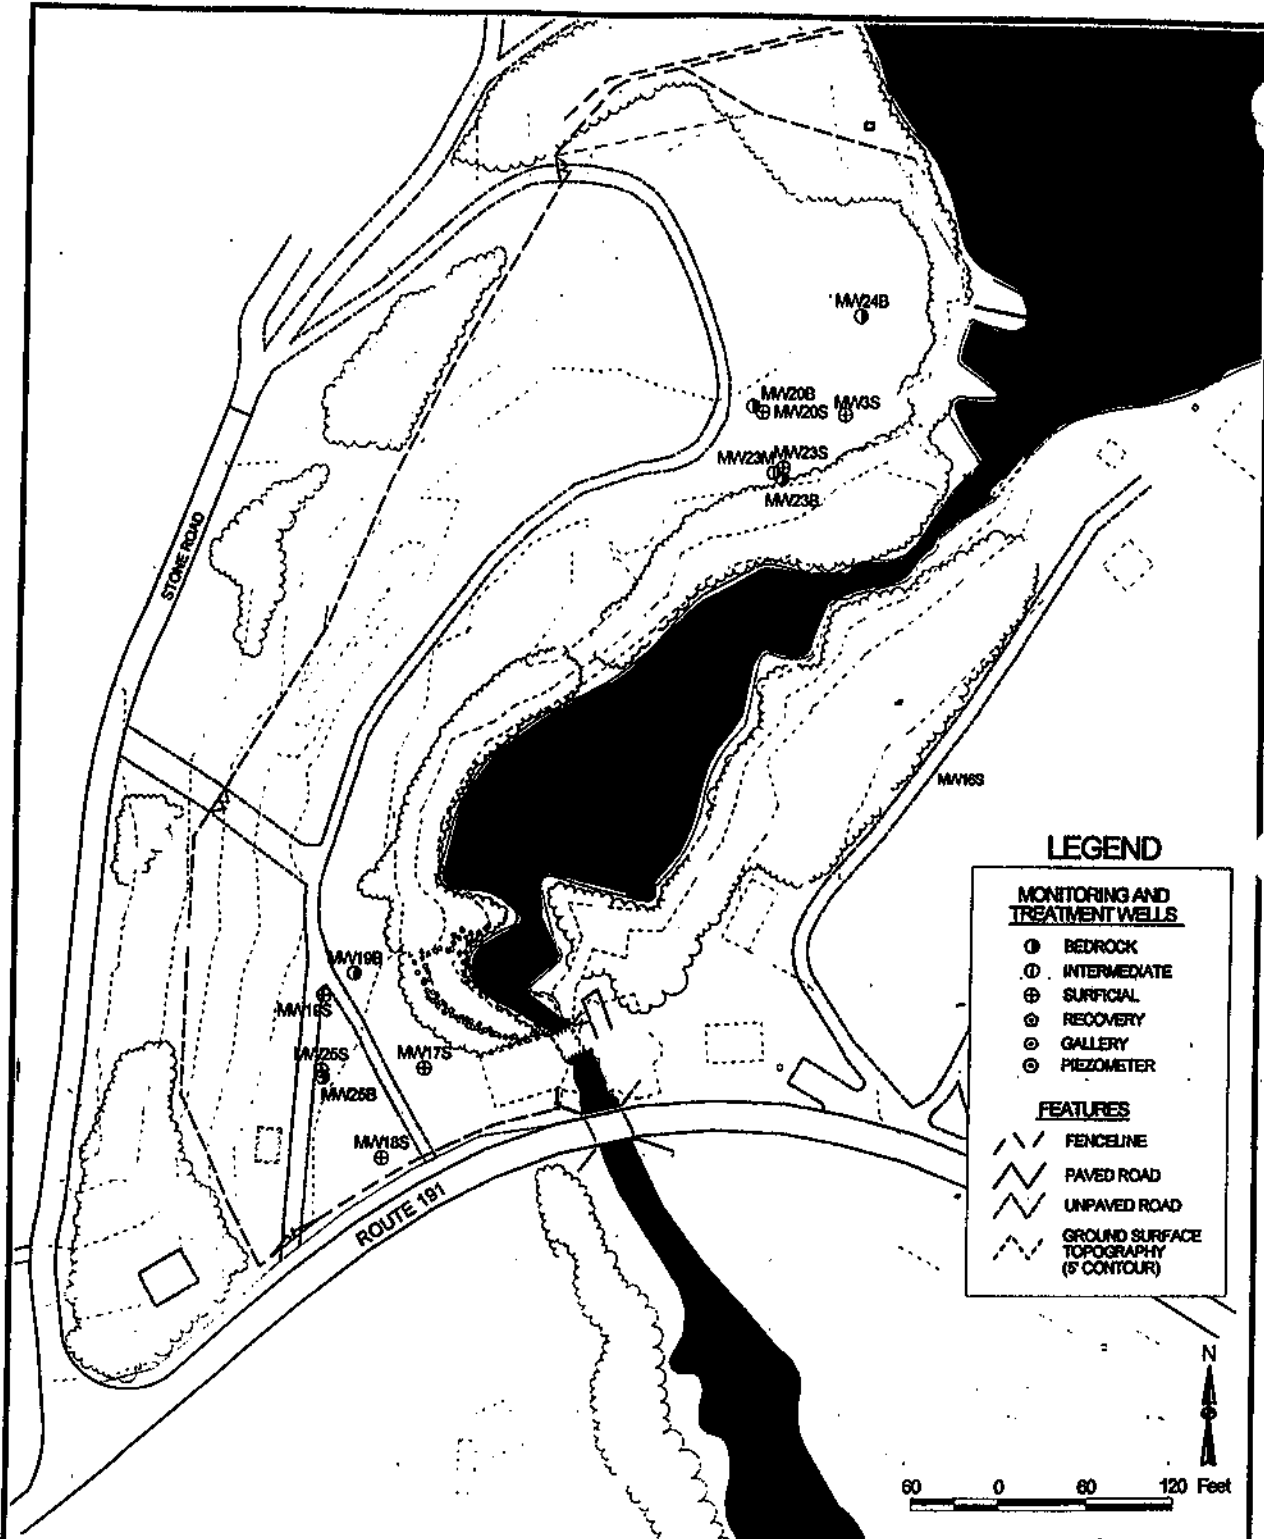 MW24B
MW20B
MW20S
MW3S
MW23M
MW23S
MW23B
STONE ROAD
MW16S
MW19B
MW19S
MW25S
MW25B
MW17S
MW18S
ROUTE 191
LEGEND
MONITORING AND
TREATMENT WELLS
BEDROCK
INTERMEDIATE
SURFICIAL
RECOVERY
GALLERY
PIEZOMETER
FEATURES
FENCELINE
PAVED ROAD
UNPAVED ROAD
GROUND SURFACE
TOPOGRAPHY
(5' CONTOUR)
N
60 0 60 120 Feet